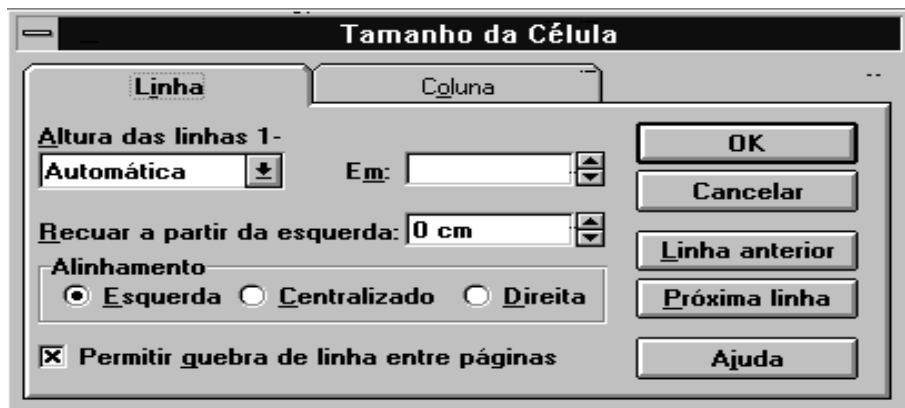 Tamanho da Célula
Linha
Coluna
Altura das linhas 1-
Automática
Em:
Recuar a partir da esquerda: 0 cm
Alinhamento
Esquerda Centralizado Direita
Permitir quebra de linha entre páginas
OK
Cancelar
Linha anterior
Próxima linha
Ajuda